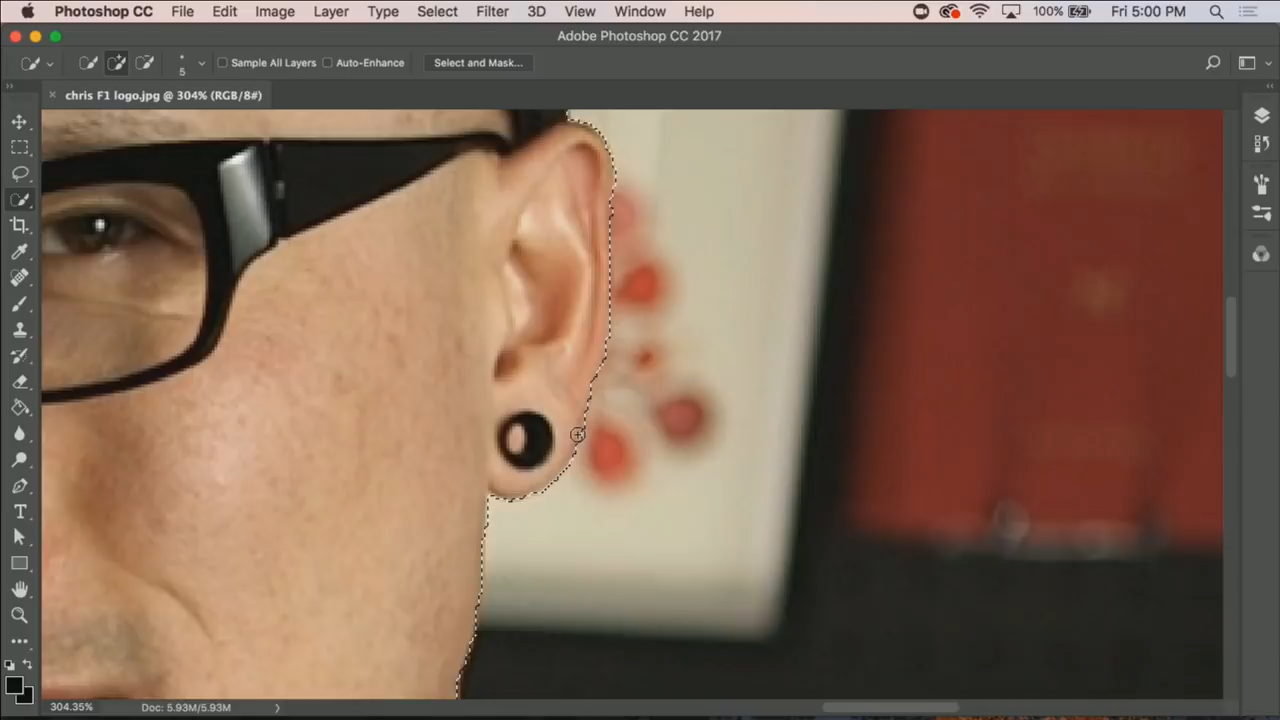 Photoshop CC File Edit Image Layer Type Select Filter 3D View Window Help 100% Fri 5:00 PM
Adobe Photoshop CC 2017
5 Sample All Layers Auto-Enhance Select and Mask...
× chris F1 logo.jpg @ 304% (RGB/8#)
304.35% Doc: 5.93M/5.93M